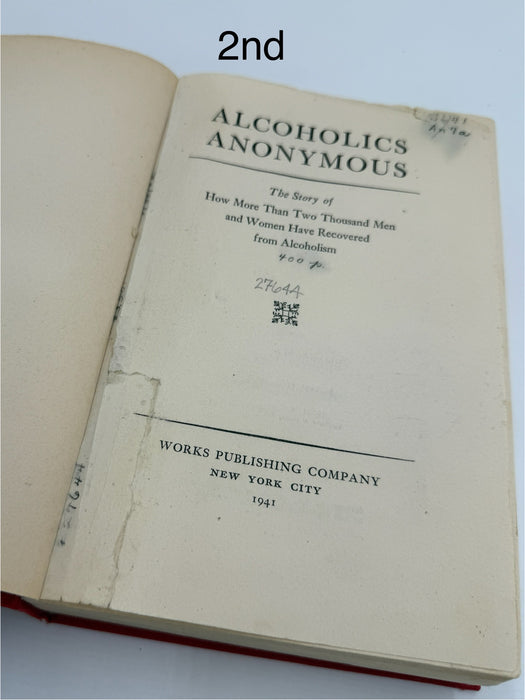 2nd
ALCOHOLICS
ANONYMOUS
The Story of
How More Than Two Thousand Men
and Women Have Recovered
from Alcoholism
400 p.
27644
WORKS PUBLISHING COMPANY
NEW YORK CITY
1941